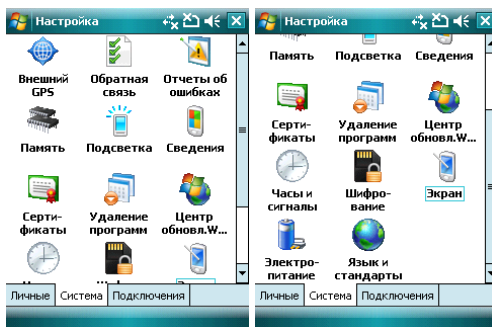 Настройка
Внешний GPS
Обратная связь
Отчеты об ошибках
Память
Подсветка
Сведения
Серти-
фикаты
Удаление
программ
Центр
обновл.W...
Личные
Система
Подключения
Настройка
Память
Подсветка
Сведения
Серти-
фикаты
Удаление
программ
Центр
обновл.W...
Часы и
сигналы
Шифро-
вание
Экран
Электро-
питание
Язык и
стандарты
Личные
Система
Подключения